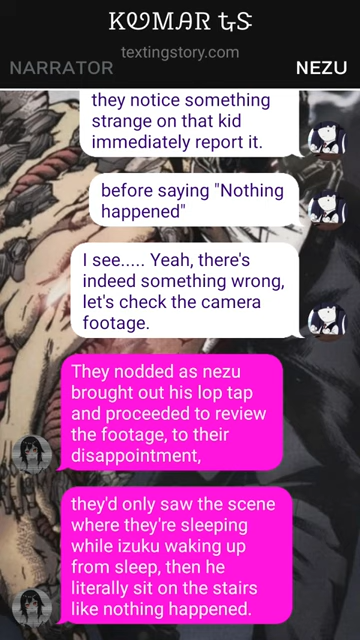 KUMAR GS
textingstory.com
NARRATOR
NEZU
they notice something
strange on that kid
immediately report it.
before saying "Nothing
happened"
I see..... Yeah, there's
indeed something wrong,
let's check the camera
footage.
They nodded as nezu
brought out his lop tap
and proceeded to review
the footage, to their
disappointment,
they'd only saw the scene
where they're sleeping
while izuku waking up
from sleep, then he
literally sit on the stairs
like nothing happened.